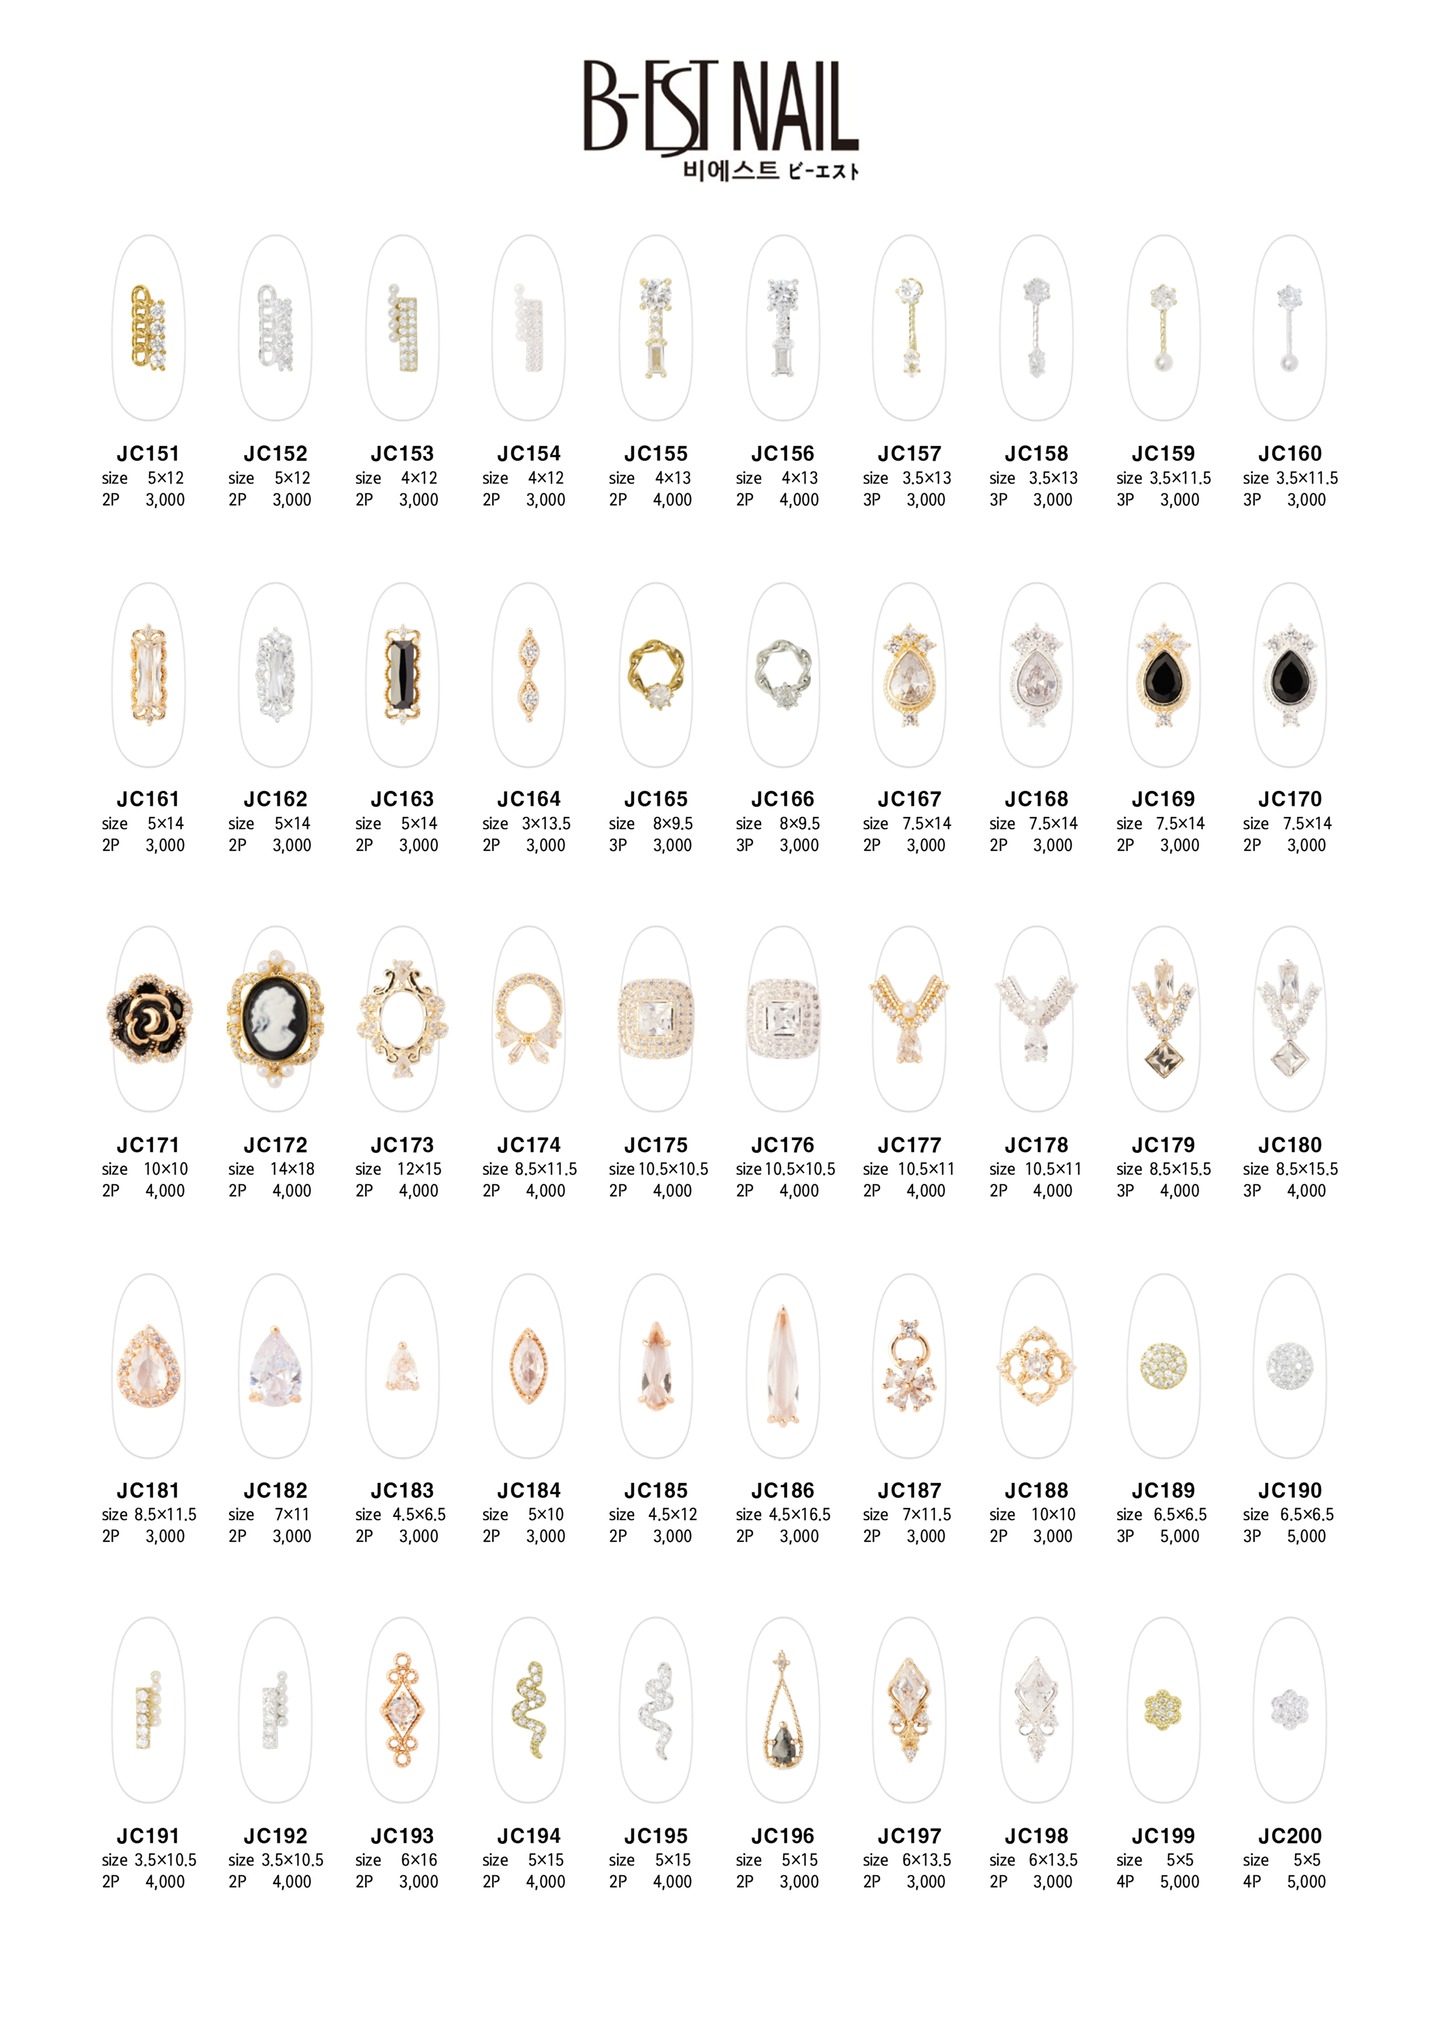 B-EST NAIL
비에스트 ビーエスト
JC151 JC152 JC153 JC154 JC155 JC156 JC157 JC158 JC159 JC160
size 5×12 size 5×12 size 4×12 size 4×12 size 4×13 size 4×13 size 3.5×13 size 3.5×13 size 3.5×11.5 size 3.5×11.5
2P 3,000 2P 3,000 2P 3,000 2P 3,000 2P 4,000 2P 4,000 3P 3,000 3P 3,000 3P 3,000 3P 3,000
JC161 JC162 JC163 JC164 JC165 JC166 JC167 JC168 JC169 JC170
size 5×14 size 5×14 size 5×14 size 3×13.5 size 8×9.5 size 8×9.5 size 7.5×14 size 7.5×14 size 7.5×14 size 7.5×14
2P 3,000 2P 3,000 2P 3,000 2P 3,000 3P 3,000 3P 3,000 2P 3,000 2P 3,000 2P 3,000 2P 3,000
JC171 JC172 JC173 JC174 JC175 JC176 JC177 JC178 JC179 JC180
size 10×10 size 14×18 size 12×15 size 8.5×11.5 size 10.5×10.5 size 10.5×10.5 size 10.5×11 size 10.5×11 size 8.5×15.5 size 8.5×15.5
2P 4,000 2P 4,000 2P 4,000 2P 4,000 2P 4,000 2P 4,000 2P 4,000 2P 4,000 3P 4,000 3P 4,000
JC181 JC182 JC183 JC184 JC185 JC186 JC187 JC188 JC189 JC190
size 8.5×11.5 size 7×11 size 4.5×6.5 size 5×10 size 4.5×12 size 4.5×16.5 size 7×11.5 size 10×10 size 6.5×6.5 size 6.5×6.5
2P 3,000 2P 3,000 2P 3,000 2P 3,000 2P 3,000 2P 3,000 2P 3,000 2P 3,000 3P 5,000 3P 5,000
JC191 JC192 JC193 JC194 JC195 JC196 JC197 JC198 JC199 JC200
size 3.5×10.5 size 3.5×10.5 size 6×16 size 5×15 size 5×15 size 5×15 size 6×13.5 size 6×13.5 size 5×5 size 5×5
2P 4,000 2P 4,000 2P 3,000 2P 4,000 2P 4,000 2P 3,000 2P 3,000 2P 3,000 4P 5,000 4P 5,000